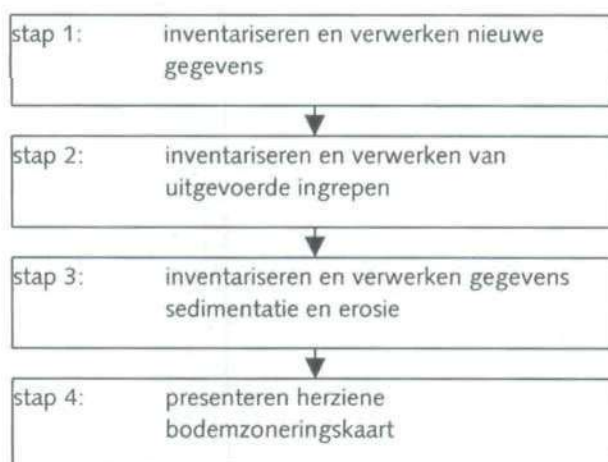 stap 1: inventariseren en verwerken nieuwe
gegevens
stap 2: inventariseren en verwerken van
uitgevoerde ingrepen
stap 3: inventariseren en verwerken gegevens
sedimentatie en erosie
stap 4: presenteren herziene
bodemzoneringskaart